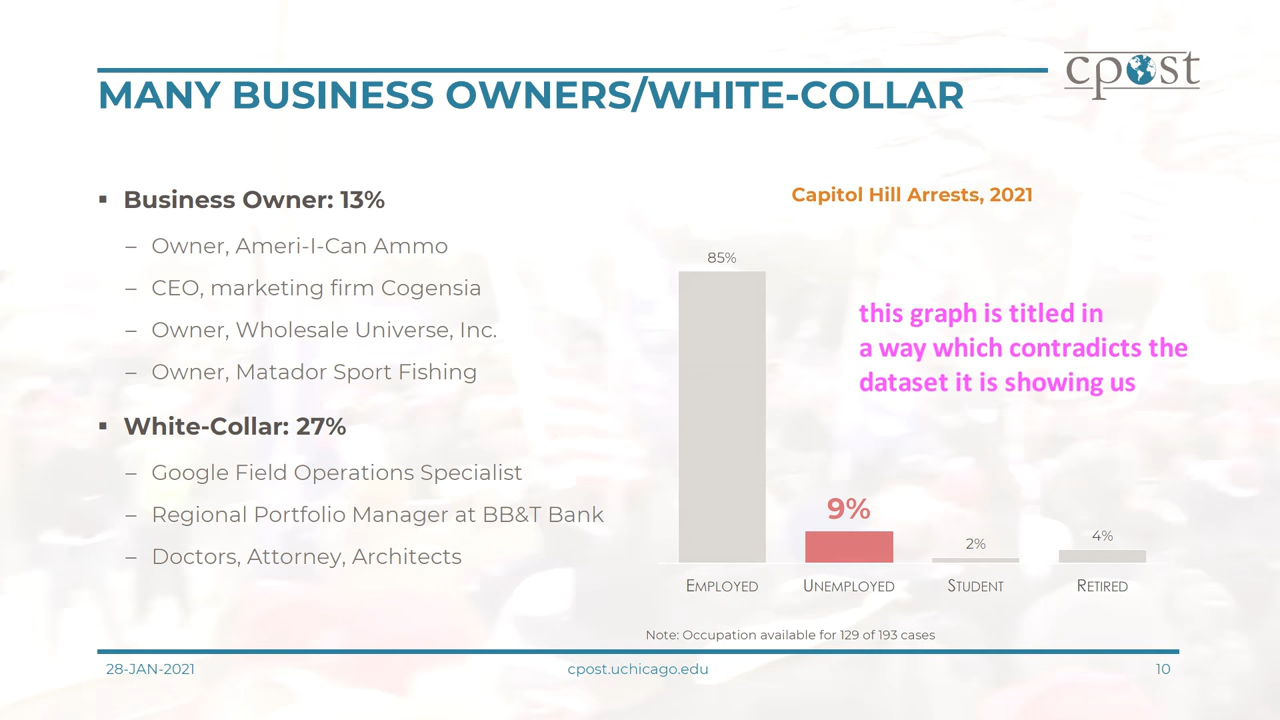 cpost
MANY BUSINESS OWNERS/WHITE-COLLAR
▪ Business Owner: 13%
– Owner, Ameri-I-Can Ammo
– CEO, marketing firm Cogensia
– Owner, Wholesale Universe, Inc.
– Owner, Matador Sport Fishing
▪ White-Collar: 27%
– Google Field Operations Specialist
– Regional Portfolio Manager at BB&T Bank
– Doctors, Attorney, Architects
Capitol Hill Arrests, 2021
85%
9%
2%
4%
this graph is titled in
a way which contradicts the
dataset it is showing us
EMPLOYED UNEMPLOYED STUDENT RETIRED
Note: Occupation available for 129 of 193 cases
28-JAN-2021 cpost.uchicago.edu 10